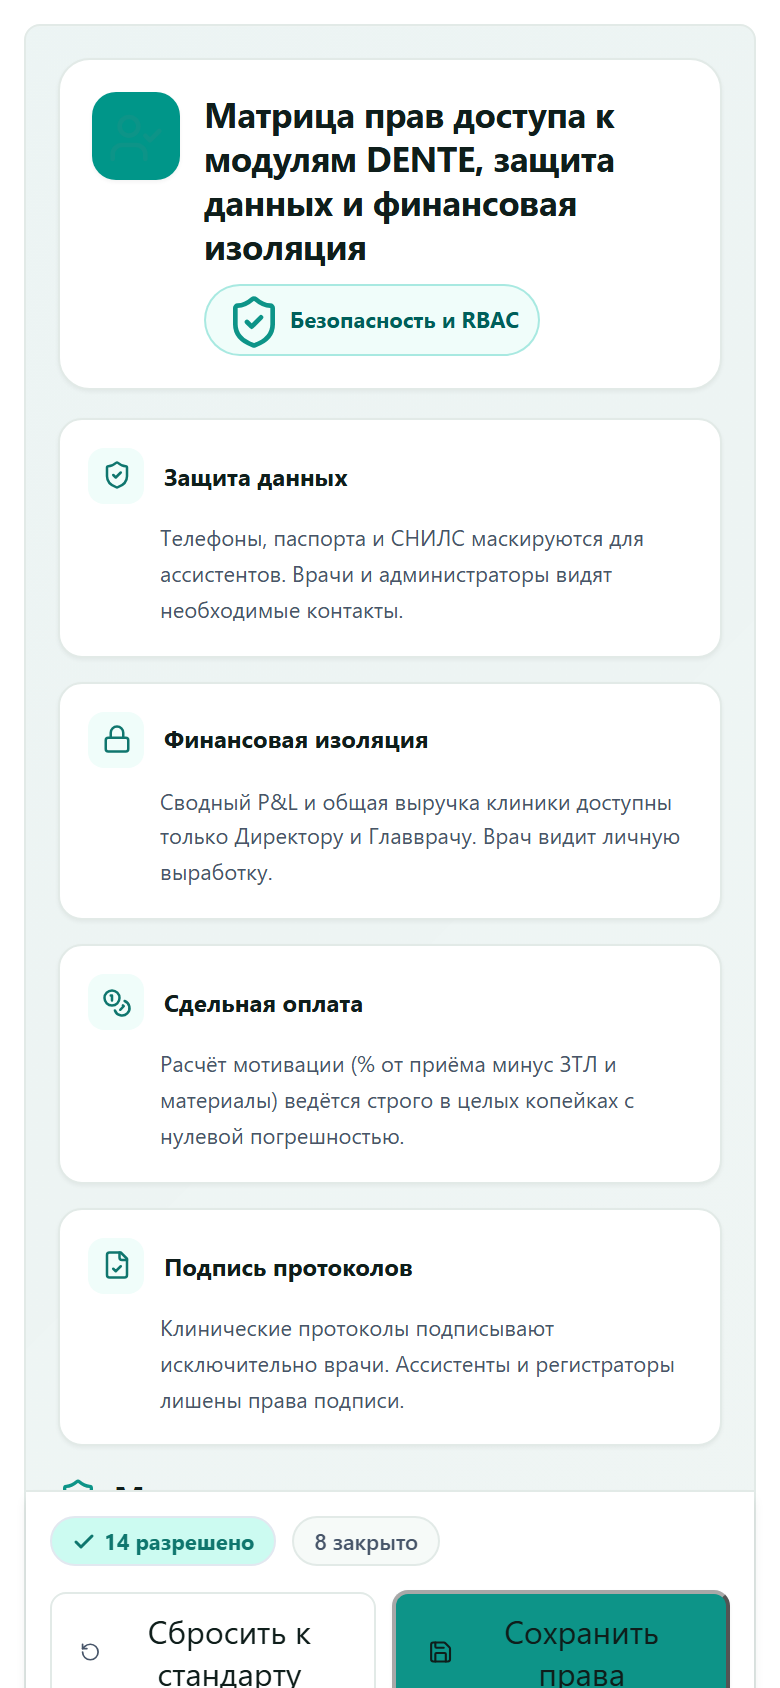 Матрица прав доступа к
модулям DENTE, защита
данных и финансовая
изоляция
Безопасность и RBAC
Защита данных
Телефоны, паспорта и СНИЛС маскируются для
ассистентов. Врачи и администраторы видят
необходимые контакты.
Финансовая изоляция
Сводный P&L и общая выручка клиники доступны
только Директору и Главврачу. Врач видит личную
выработку.
Сдельная оплата
Расчёт мотивации (% от приёма минус ЗТЛ и
материалы) ведётся строго в целых копейках с
нулевой погрешностью.
Подпись протоколов
Клинические протоколы подписывают
исключительно врачи. Ассистенты и регистраторы
лишены права подписи.
14 разрешено
8 закрыто
Сбросить к
стандарту
Сохранить
права